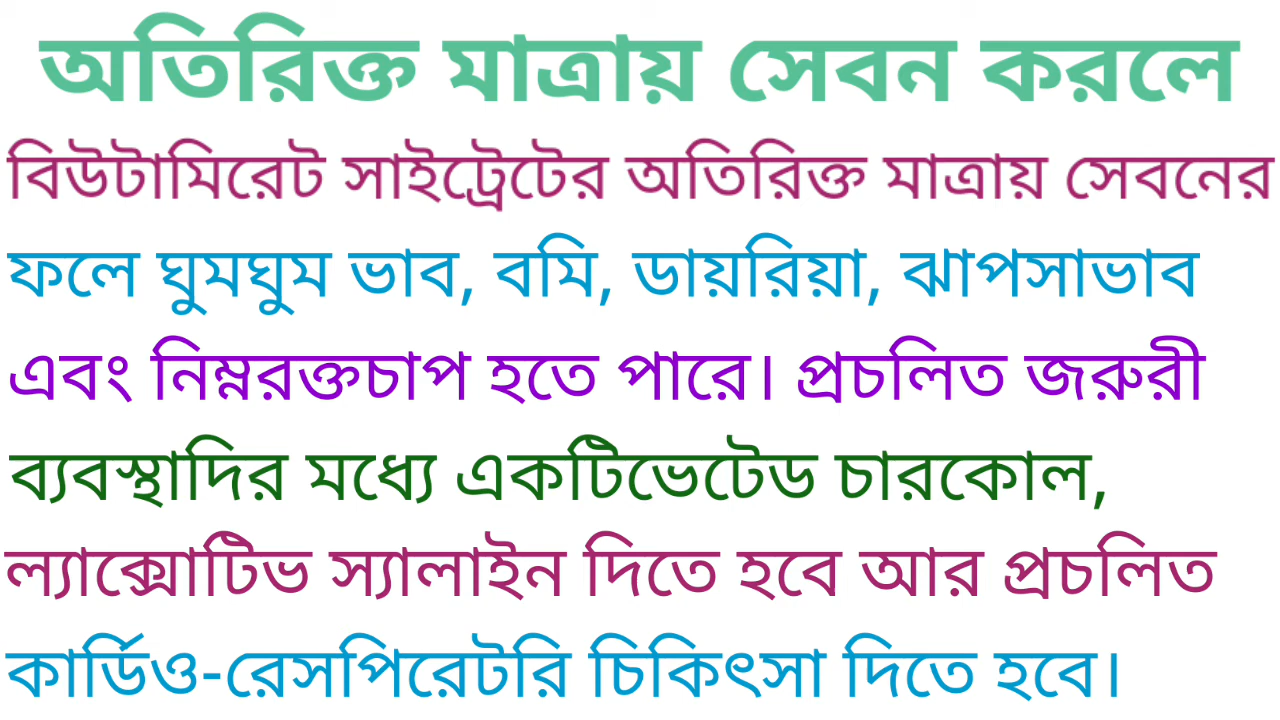 অতিরিক্ত মাত্রায় সেবন করলে
বিউটামিরেট সাইট্রেটের অতিরিক্ত মাত্রায় সেবনের
ফলে ঘুমঘুম ভাব, বমি, ডায়রিয়া, ঝাপসাভাব
এবং নিম্নরক্তচাপ হতে পারে। প্রচলিত জরুরী
ব্যবস্থাদির মধ্যে একটিভেটেড চারকোল,
ল্যাক্সোটিভ স্যালাইন দিতে হবে আর প্রচলিত
কার্ডিও-রেসপিরেটরি চিকিৎসা দিতে হবে।